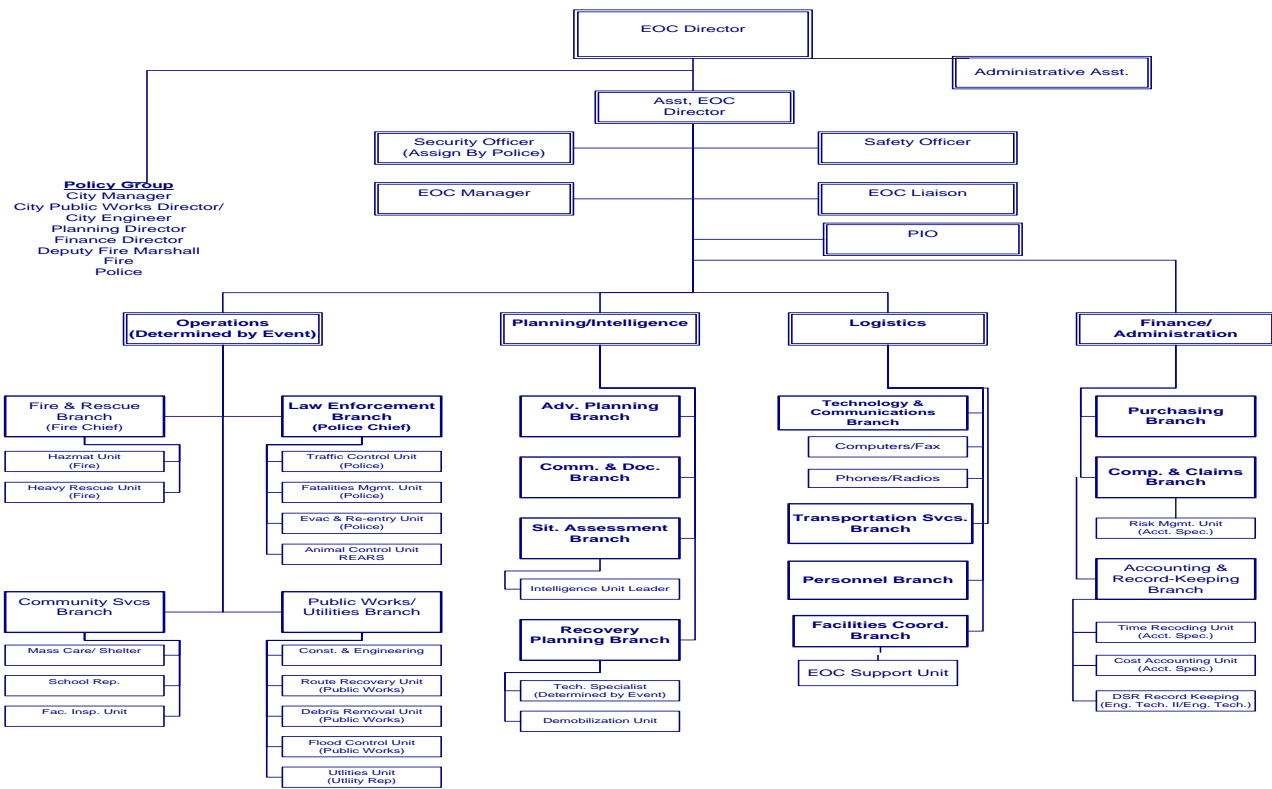 EOC Director
Administrative Asst.
Asst, EOC
Director
Security Officer
(Assign By Police)
Safety Officer
EOC Manager
EOC Liaison
PIO
Policy Group
City Manager
City Public Works Director/
City Engineer
Planning Director
Finance Director
Deputy Fire Marshall
Fire
Police
Operations
(Determined by Event)
Planning/Intelligence
Logistics
Finance/
Administration
Fire & Rescue
Branch
(Fire Chief)
Hazmat Unit
(Fire)
Heavy Rescue Unit
(Fire)
Law Enforcement
Branch
(Police Chief)
Traffic Control Unit
(Police)
Fatalities Mgmt. Unit
(Police)
Evac & Re-entry Unit
(Police)
Animal Control Unit
REARS
Community Svcs
Branch
Mass Care/ Shelter
School Rep.
Fac. Insp. Unit
Public Works/
Utilities Branch
Const. & Engineering
Route Recovery Unit
(Public Works)
Debris Removal Unit
(Public Works)
Flood Control Unit
(Public Works)
Utlities Unit
(Utliity Rep)
Adv. Planning
Branch
Comm. & Doc.
Branch
Sit. Assessment
Branch
Intelligence Unit Leader
Recovery
Planning Branch
Tech. Specialist
(Determined by Event)
Demobilization Unit
Technology &
Communications
Branch
Computers/Fax
Phones/Radios
Transportation Svcs.
Branch
Personnel Branch
Facilities Coord.
Branch
EOC Support Unit
Purchasing
Branch
Comp. & Claims
Branch
Risk Mgmt. Unit
(Acct. Spec.)
Accounting &
Record-Keeping
Branch
Time Recoding Unit
(Acct. Spec.)
Cost Accounting Unit
(Acct. Spec.)
DSR Record Keeping
(Eng. Tech. II/Eng. Tech.)